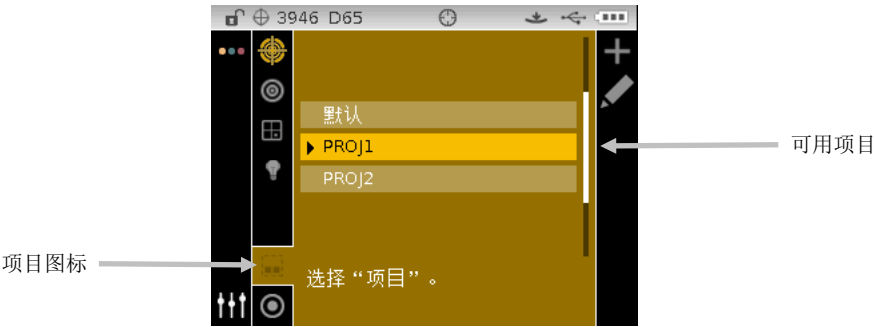 3946 D65
默认
PROJ1
可用项目
PROJ2
项目图标
选择“项目”。